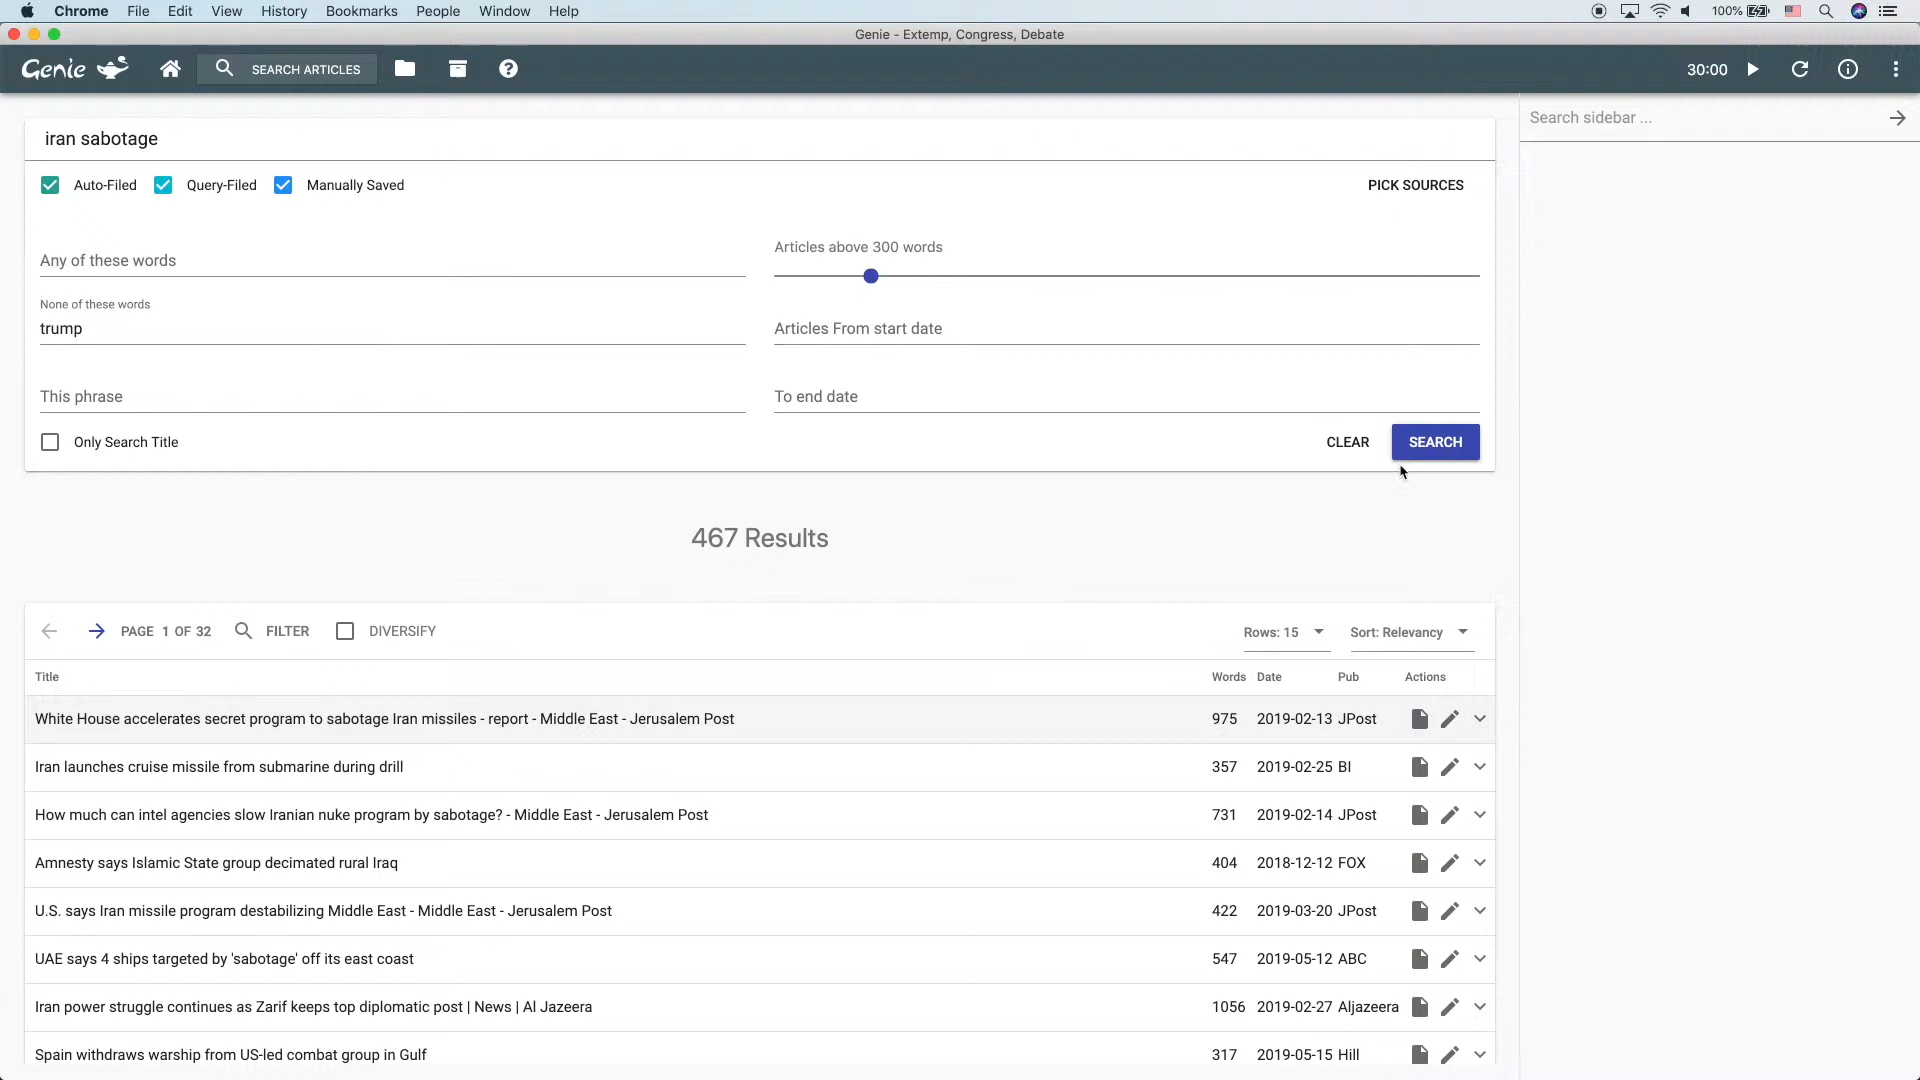 Chrome File Edit View History Bookmarks People Window Help 100%
Genie - Extemp, Congress, Debate
Genie SEARCH ARTICLES 30:00
iran sabotage
Search sidebar ...
Auto-Filed Query-Filed Manually Saved PICK SOURCES
Articles above 300 words
Any of these words
None of these words
trump
Articles From start date
This phrase
To end date
Only Search Title CLEAR SEARCH
467 Results
PAGE 1 OF 32 FILTER DIVERSIFY Rows: 15 Sort: Relevancy
Title Words Date Pub Actions
White House accelerates secret program to sabotage Iran missiles - report - Middle East - Jerusalem Post 975 2019-02-13 JPost
Iran launches cruise missile from submarine during drill 357 2019-02-25 BI
How much can intel agencies slow Iranian nuke program by sabotage? - Middle East - Jerusalem Post 731 2019-02-14 JPost
Amnesty says Islamic State group decimated rural Iraq 404 2018-12-12 FOX
U.S. says Iran missile program destabilizing Middle East - Middle East - Jerusalem Post 422 2019-03-20 JPost
UAE says 4 ships targeted by 'sabotage' off its east coast 547 2019-05-12 ABC
Iran power struggle continues as Zarif keeps top diplomatic post | News | Al Jazeera 1056 2019-02-27 Aljazeera
Spain withdraws warship from US-led combat group in Gulf 317 2019-05-15 Hill